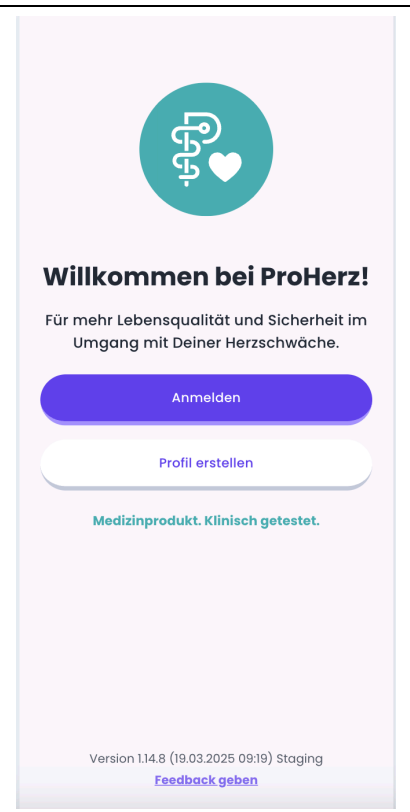 Willkommen bei ProHerz!
Für mehr Lebensqualität und Sicherheit im
Umgang mit Deiner Herzschwäche.
Anmelden
Profil erstellen
Medizinprodukt. Klinisch getestet.
Version 1.14.8 (19.03.2025 09:19) Staging
Feedback geben